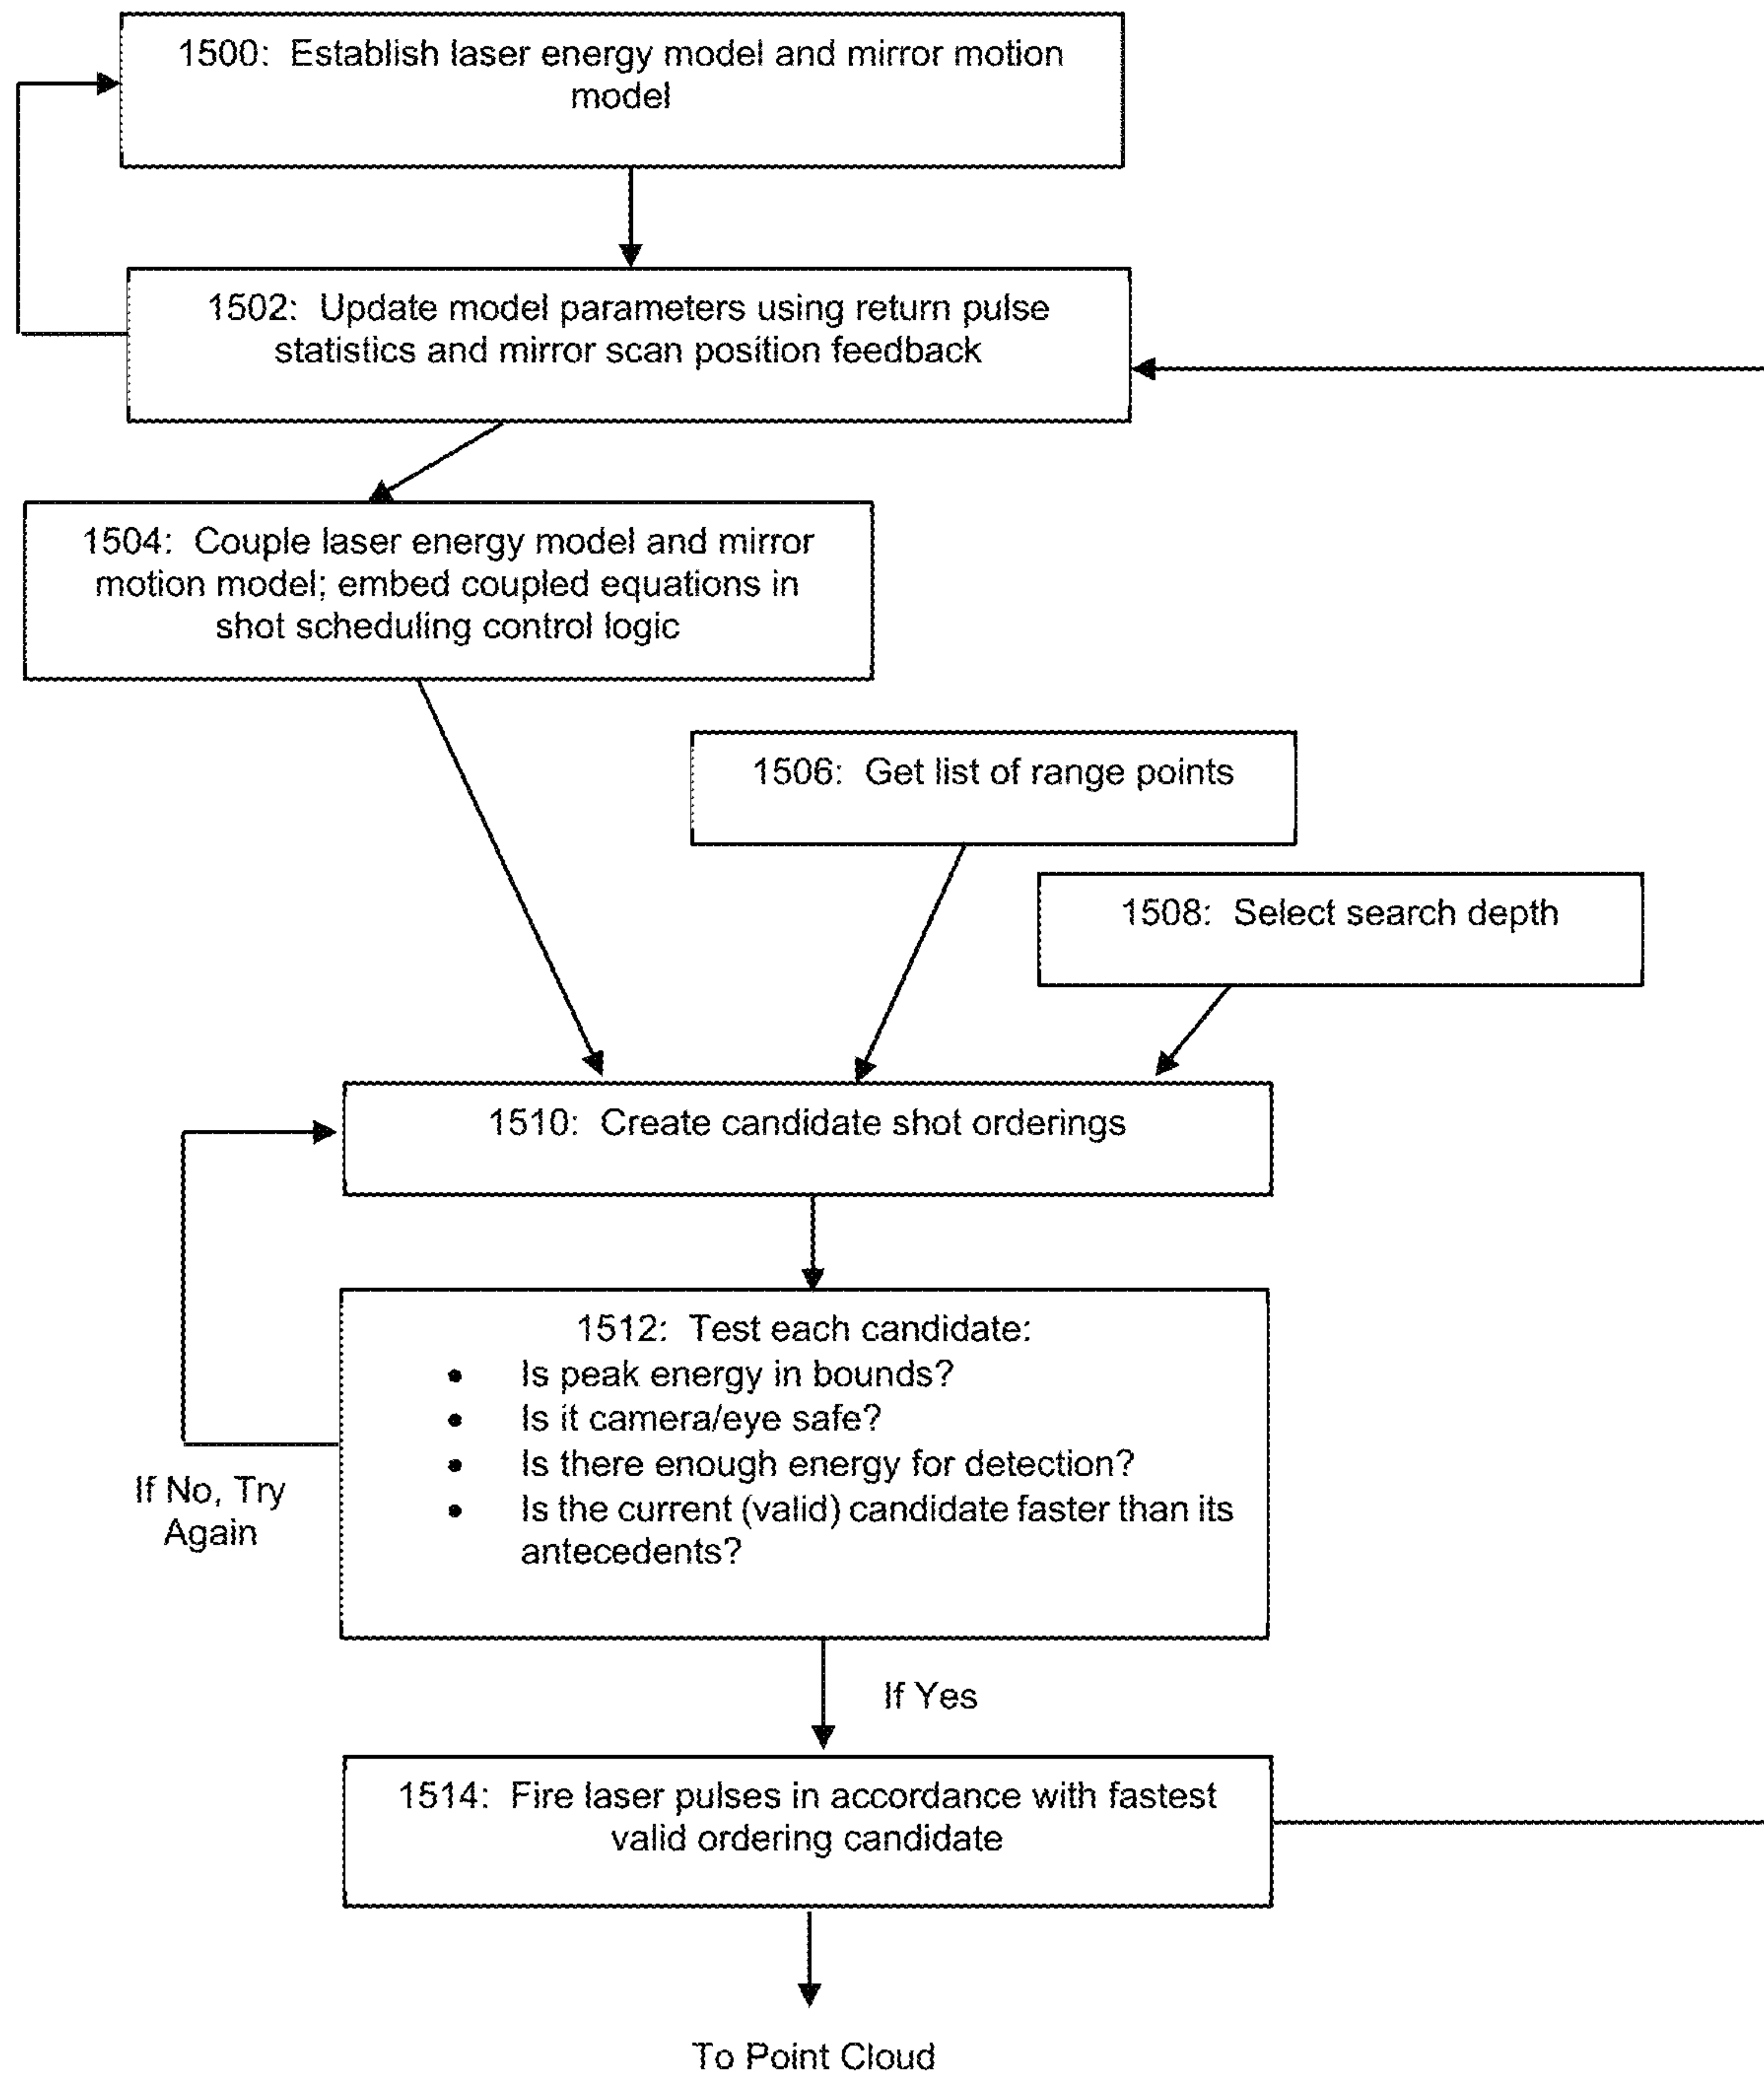 1500: Establish laser energy model and mirror motion
model
1502: Update model parameters using return pulse
statistics and mirror scan position feedback
1504: Couple laser energy model and mirror
motion model; embed coupled equations in
shot scheduling control logic
1506: Get list of range points
1508: Select search depth
1510: Create candidate shot orderings
1512: Test each candidate:
• Is peak energy in bounds?
• Is it camera/eye safe?
• Is there enough energy for detection?
• Is the current (valid) candidate faster than its
antecedents?
If No, Try
Again
If Yes
1514: Fire laser pulses in accordance with fastest
valid ordering candidate
To Point Cloud